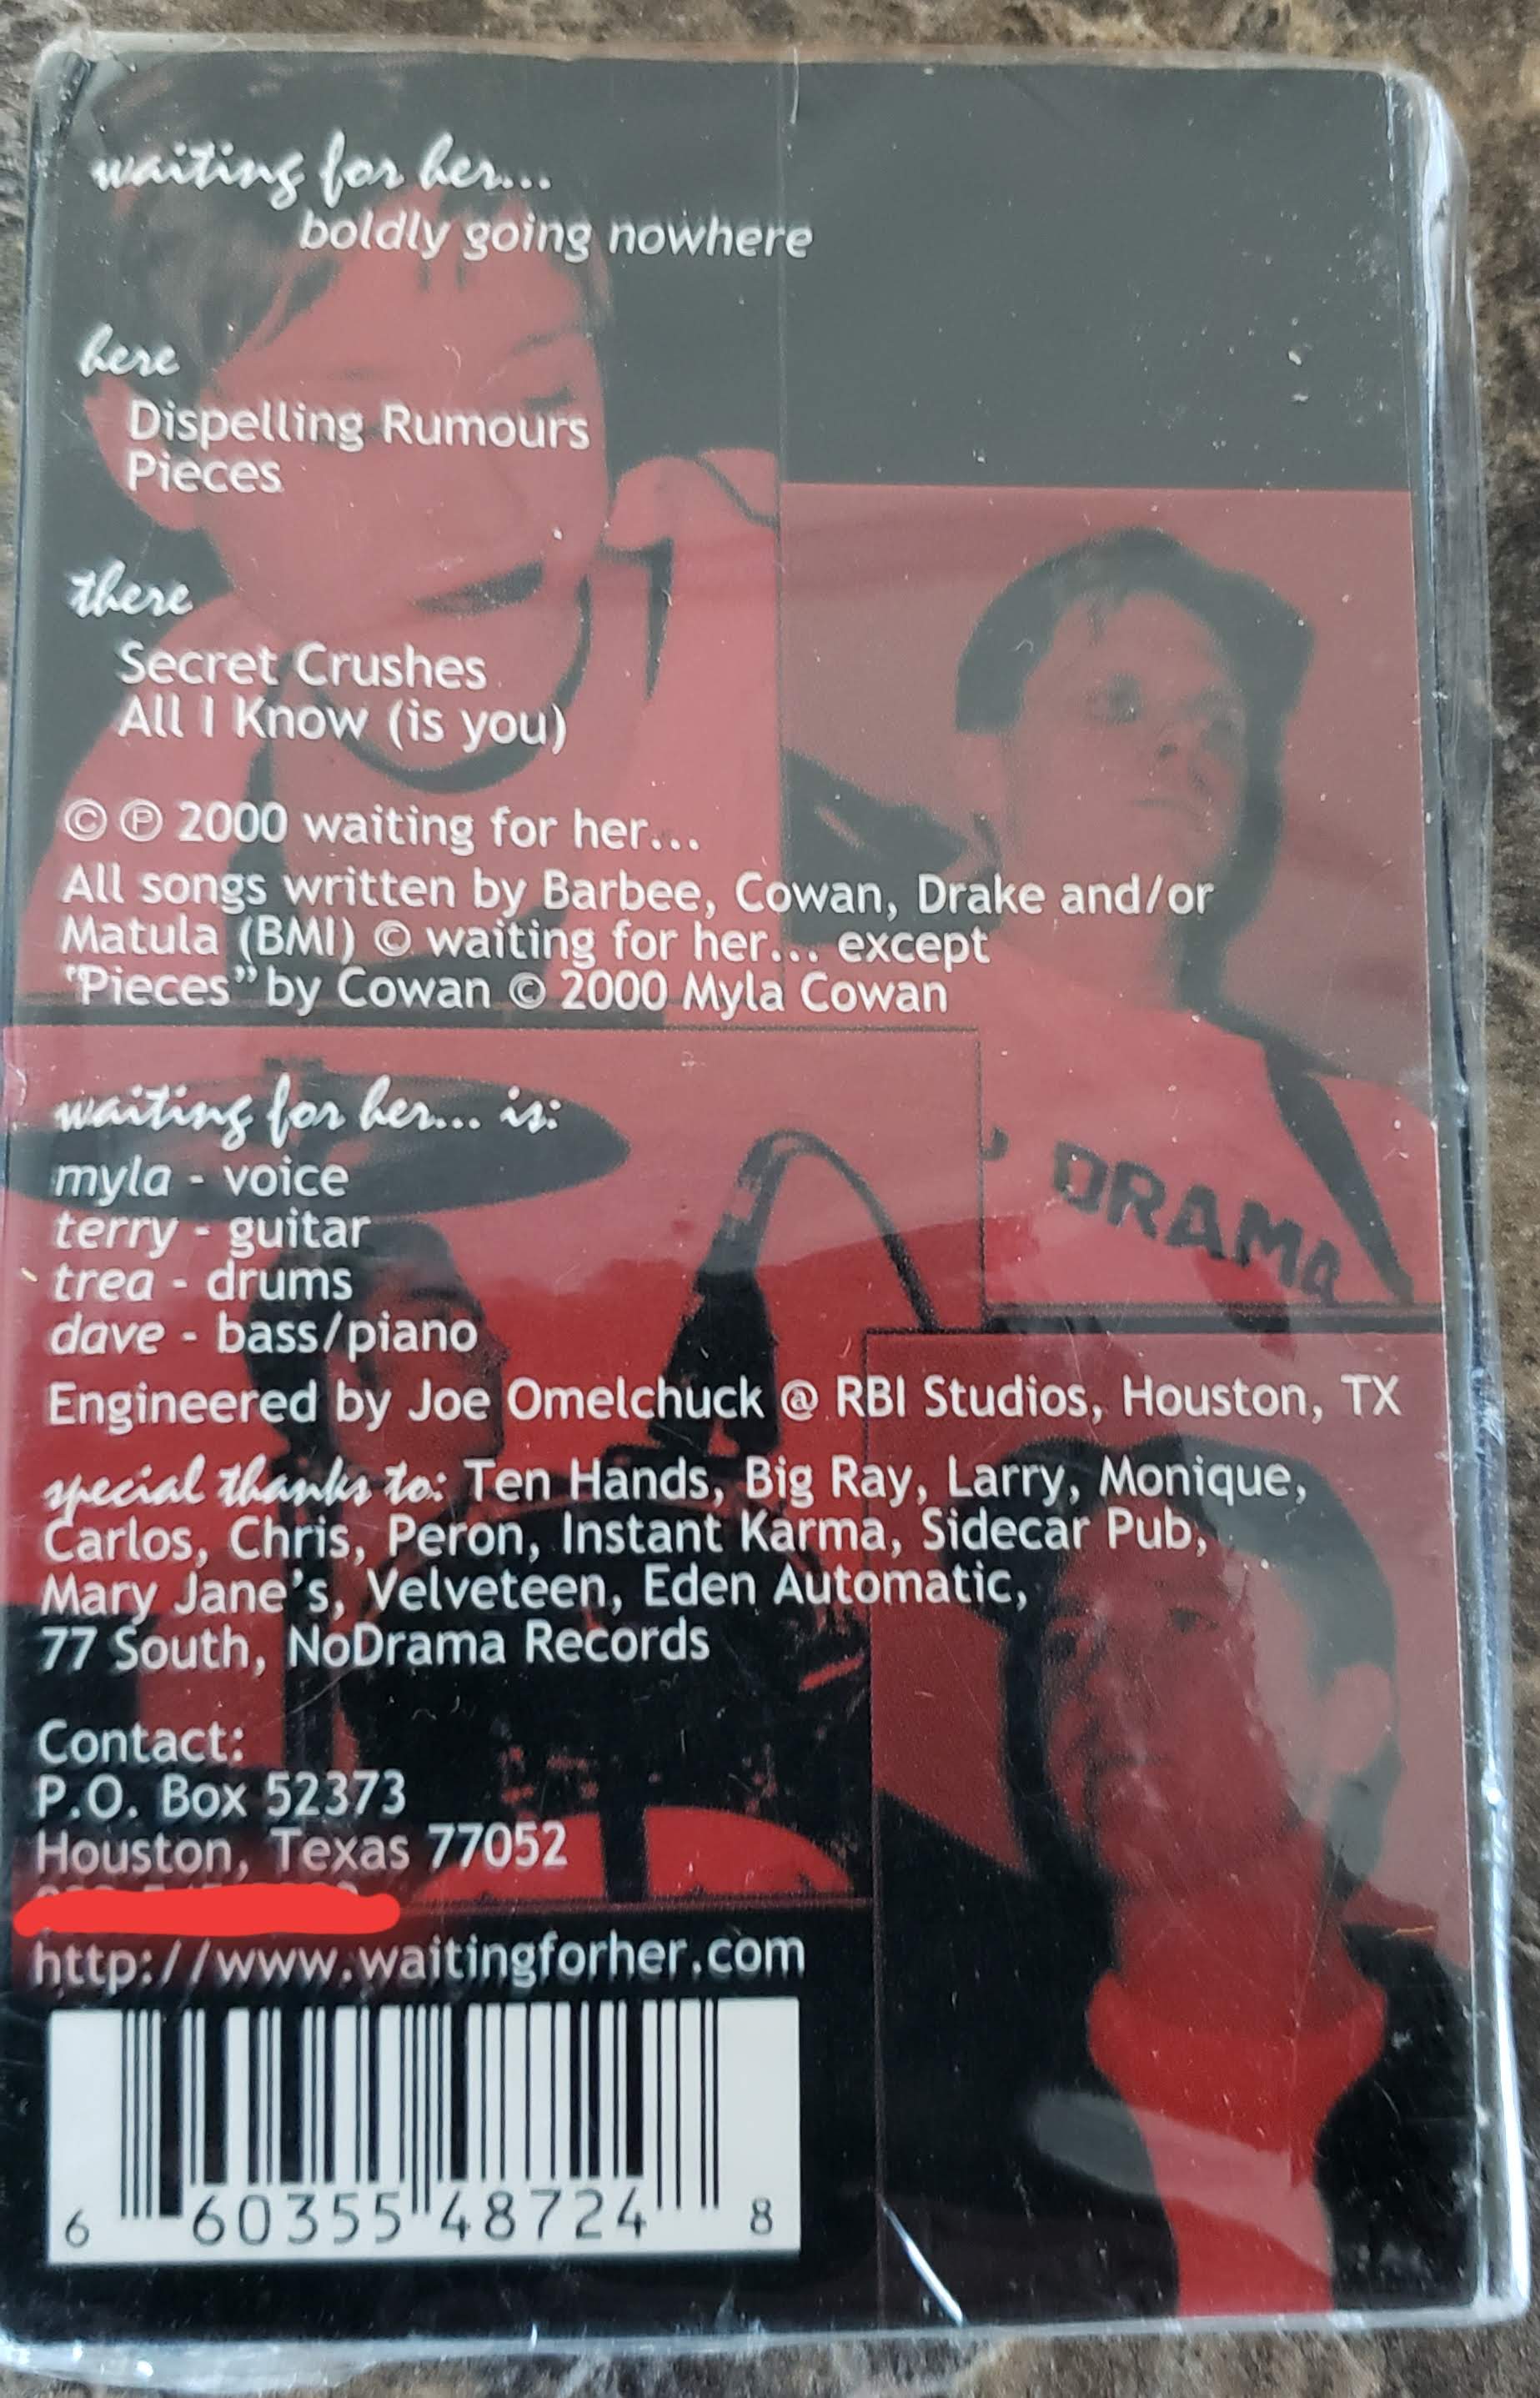 waiting for her...
boldly going nowhere
here
Dispelling Rumours
Pieces
there
Secret Crushes
All I Know (is you)
© ℗ 2000 waiting for her...
All songs written by Barbee, Cowan, Drake and/or
Matula (BMI) © waiting for her... except
"Pieces" by Cowan © 2000 Myla Cowan
waiting for her... is:
myla - voice
terry - guitar
trea - drums
dave - bass/piano
DRAMA
Engineered by Joe Omelchuck @ RBI Studios, Houston, TX
special thanks to: Ten Hands, Big Ray, Larry, Monique,
Carlos, Chris, Peron, Instant Karma, Sidecar Pub,
Mary Jane's, Velveteen, Eden Automatic,
77 South, NoDrama Records
Contact:
P.O. Box 52373
Houston, Texas 77052
http://www.waitingforher.com
6 60355 48724 8